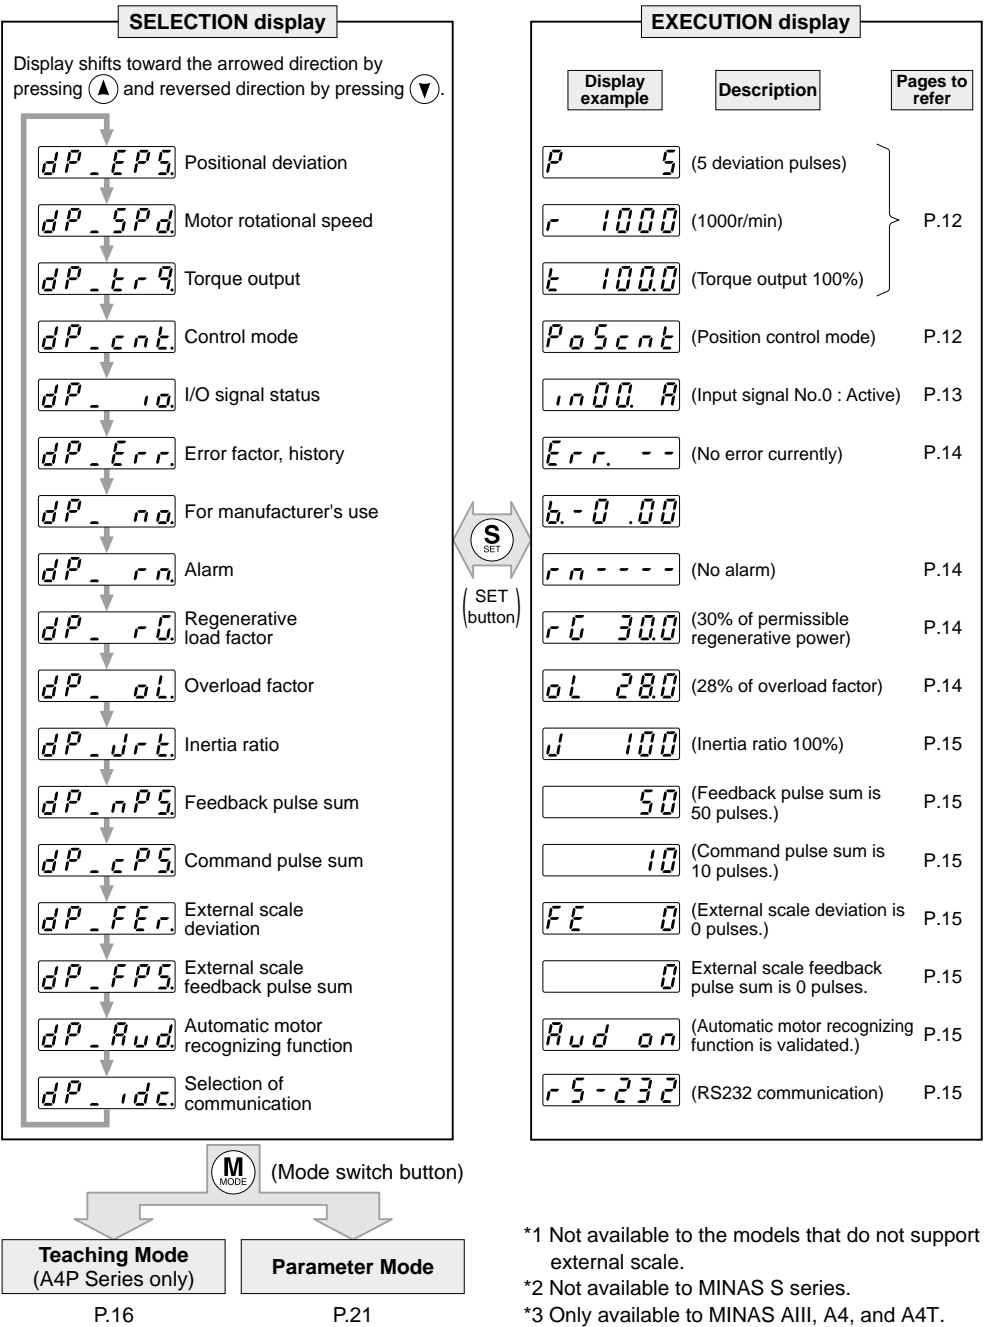 SELECTION display
Display shifts toward the arrowed direction by
pressing ▲ and reversed direction by pressing ▼.
dP_EPS. Positional deviation
dP_SPd. Motor rotational speed
dP_trq. Torque output
dP_cnt. Control mode
dP_ io. I/O signal status
dP_Err. Error factor, history
dP_ no. For manufacturer's use
dP_ rn. Alarm
dP_ rG. Regenerative
load factor
dP_ oL. Overload factor
dP_Jrt. Inertia ratio
dP_nPS. Feedback pulse sum
dP_cPS. Command pulse sum
dP_FEr. External scale
deviation
dP_FPS. External scale
feedback pulse sum
dP_Aud. Automatic motor
recognizing function
dP_ idc. Selection of
communication
S
SET
( SET
button )
EXECUTION display
Display
example
Description
Pages to
refer
P 5 (5 deviation pulses)
r 1000 (1000r/min) P.12
t 100.0 (Torque output 100%)
PoScnt (Position control mode) P.12
in00. A (Input signal No.0 : Active) P.13
Err. -- (No error currently) P.14
b.-0 .00
rn---- (No alarm) P.14
rG 30.0 (30% of permissible
regenerative power) P.14
oL 28.0 (28% of overload factor) P.14
J 100 (Inertia ratio 100%) P.15
50 (Feedback pulse sum is
50 pulses.) P.15
10 (Command pulse sum is
10 pulses.) P.15
FE 0 (External scale deviation is
0 pulses.) P.15
0 External scale feedback
pulse sum is 0 pulses. P.15
Aud on (Automatic motor recognizing
function is validated.) P.15
rS-232 (RS232 communication) P.15
M
MODE
(Mode switch button)
Teaching Mode
(A4P Series only)
P.16
Parameter Mode
P.21
*1 Not available to the models that do not support
external scale.
*2 Not available to MINAS S series.
*3 Only available to MINAS AIII, A4, and A4T.